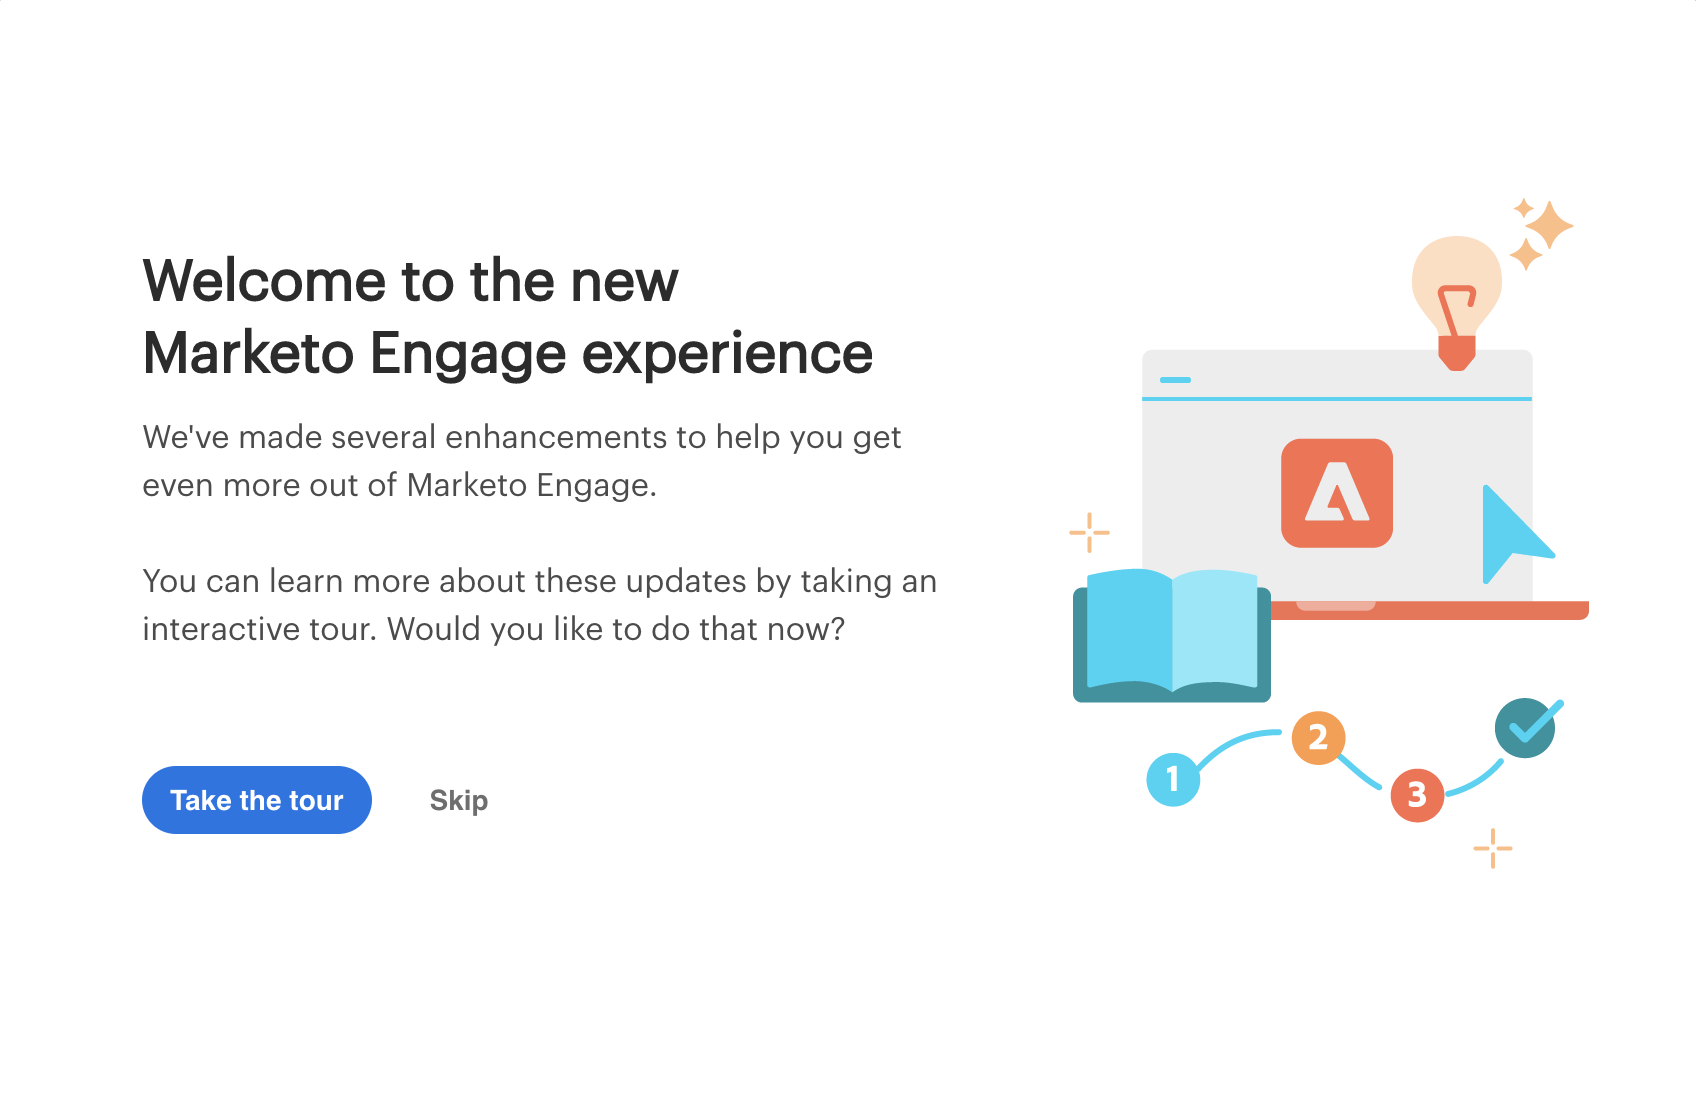 Welcome to the new
Marketo Engage experience
We've made several enhancements to help you get
even more out of Marketo Engage.
You can learn more about these updates by taking an
interactive tour. Would you like to do that now?
Take the tour
Skip
1
2
3